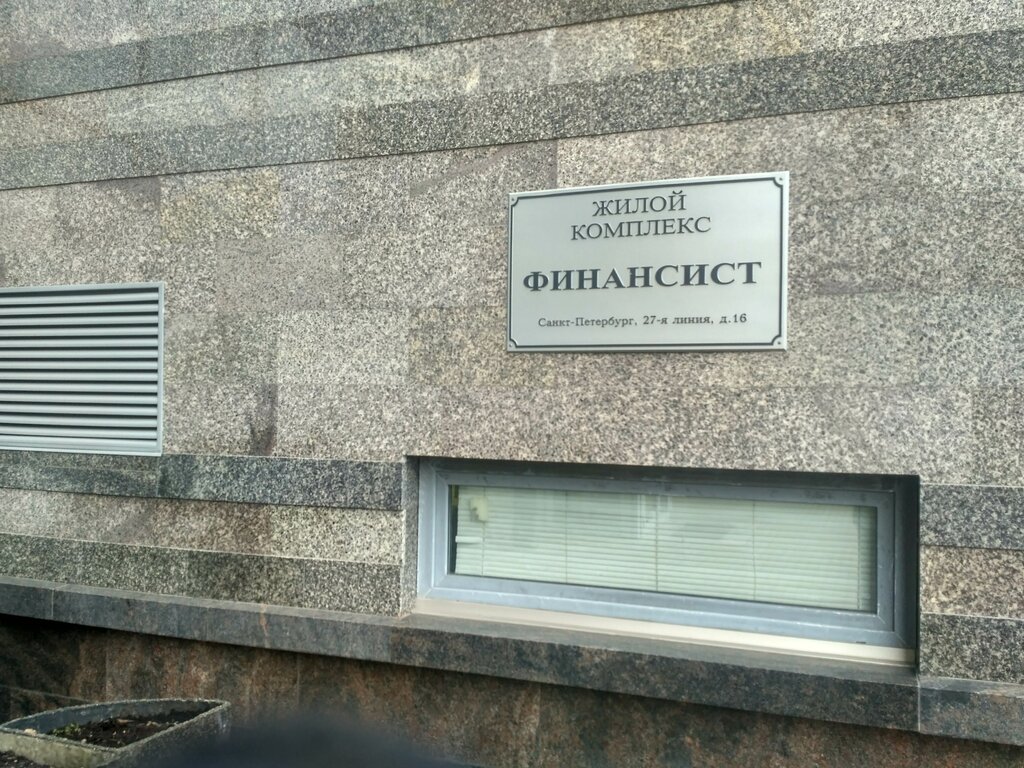 ЖИЛОЙ
КОМПЛЕКС
ФИНАНСИСТ
Санкт-Петербург, 27-я линия, д.16